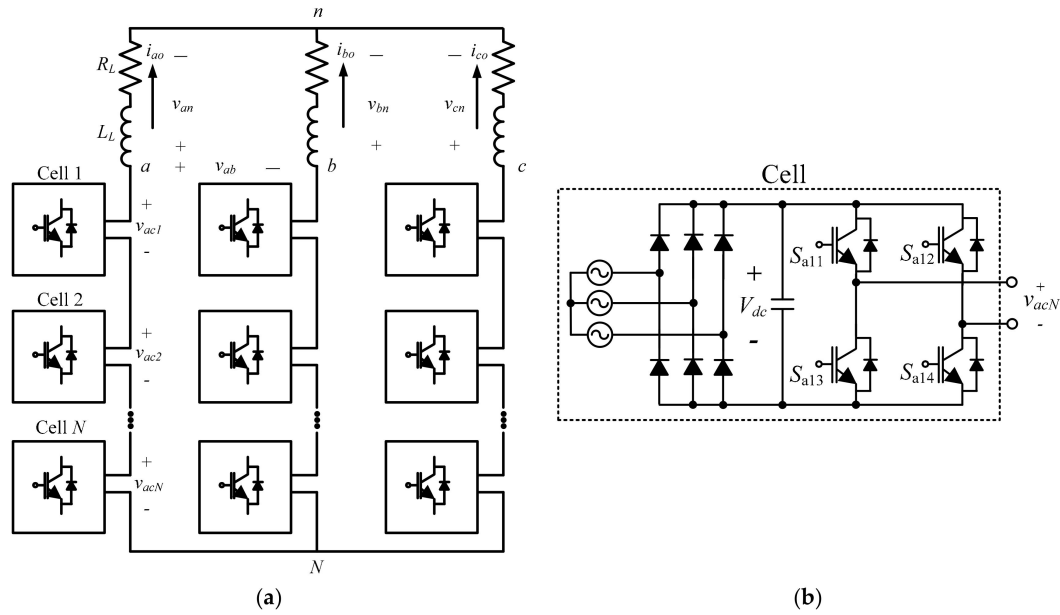 n
i_ao — i_bo — — i_co
R_L
v_an v_bn v_cn
L_L
+ + +
a + v_ab — b c
Cell 1
+
v_ac1
-
Cell 2
+
v_ac2
-
Cell N
+
v_acN
-
N
(a)
Cell
S_a11 S_a12
+
V_dc
-
+
v_acN
-
S_a13 S_a14
(b)